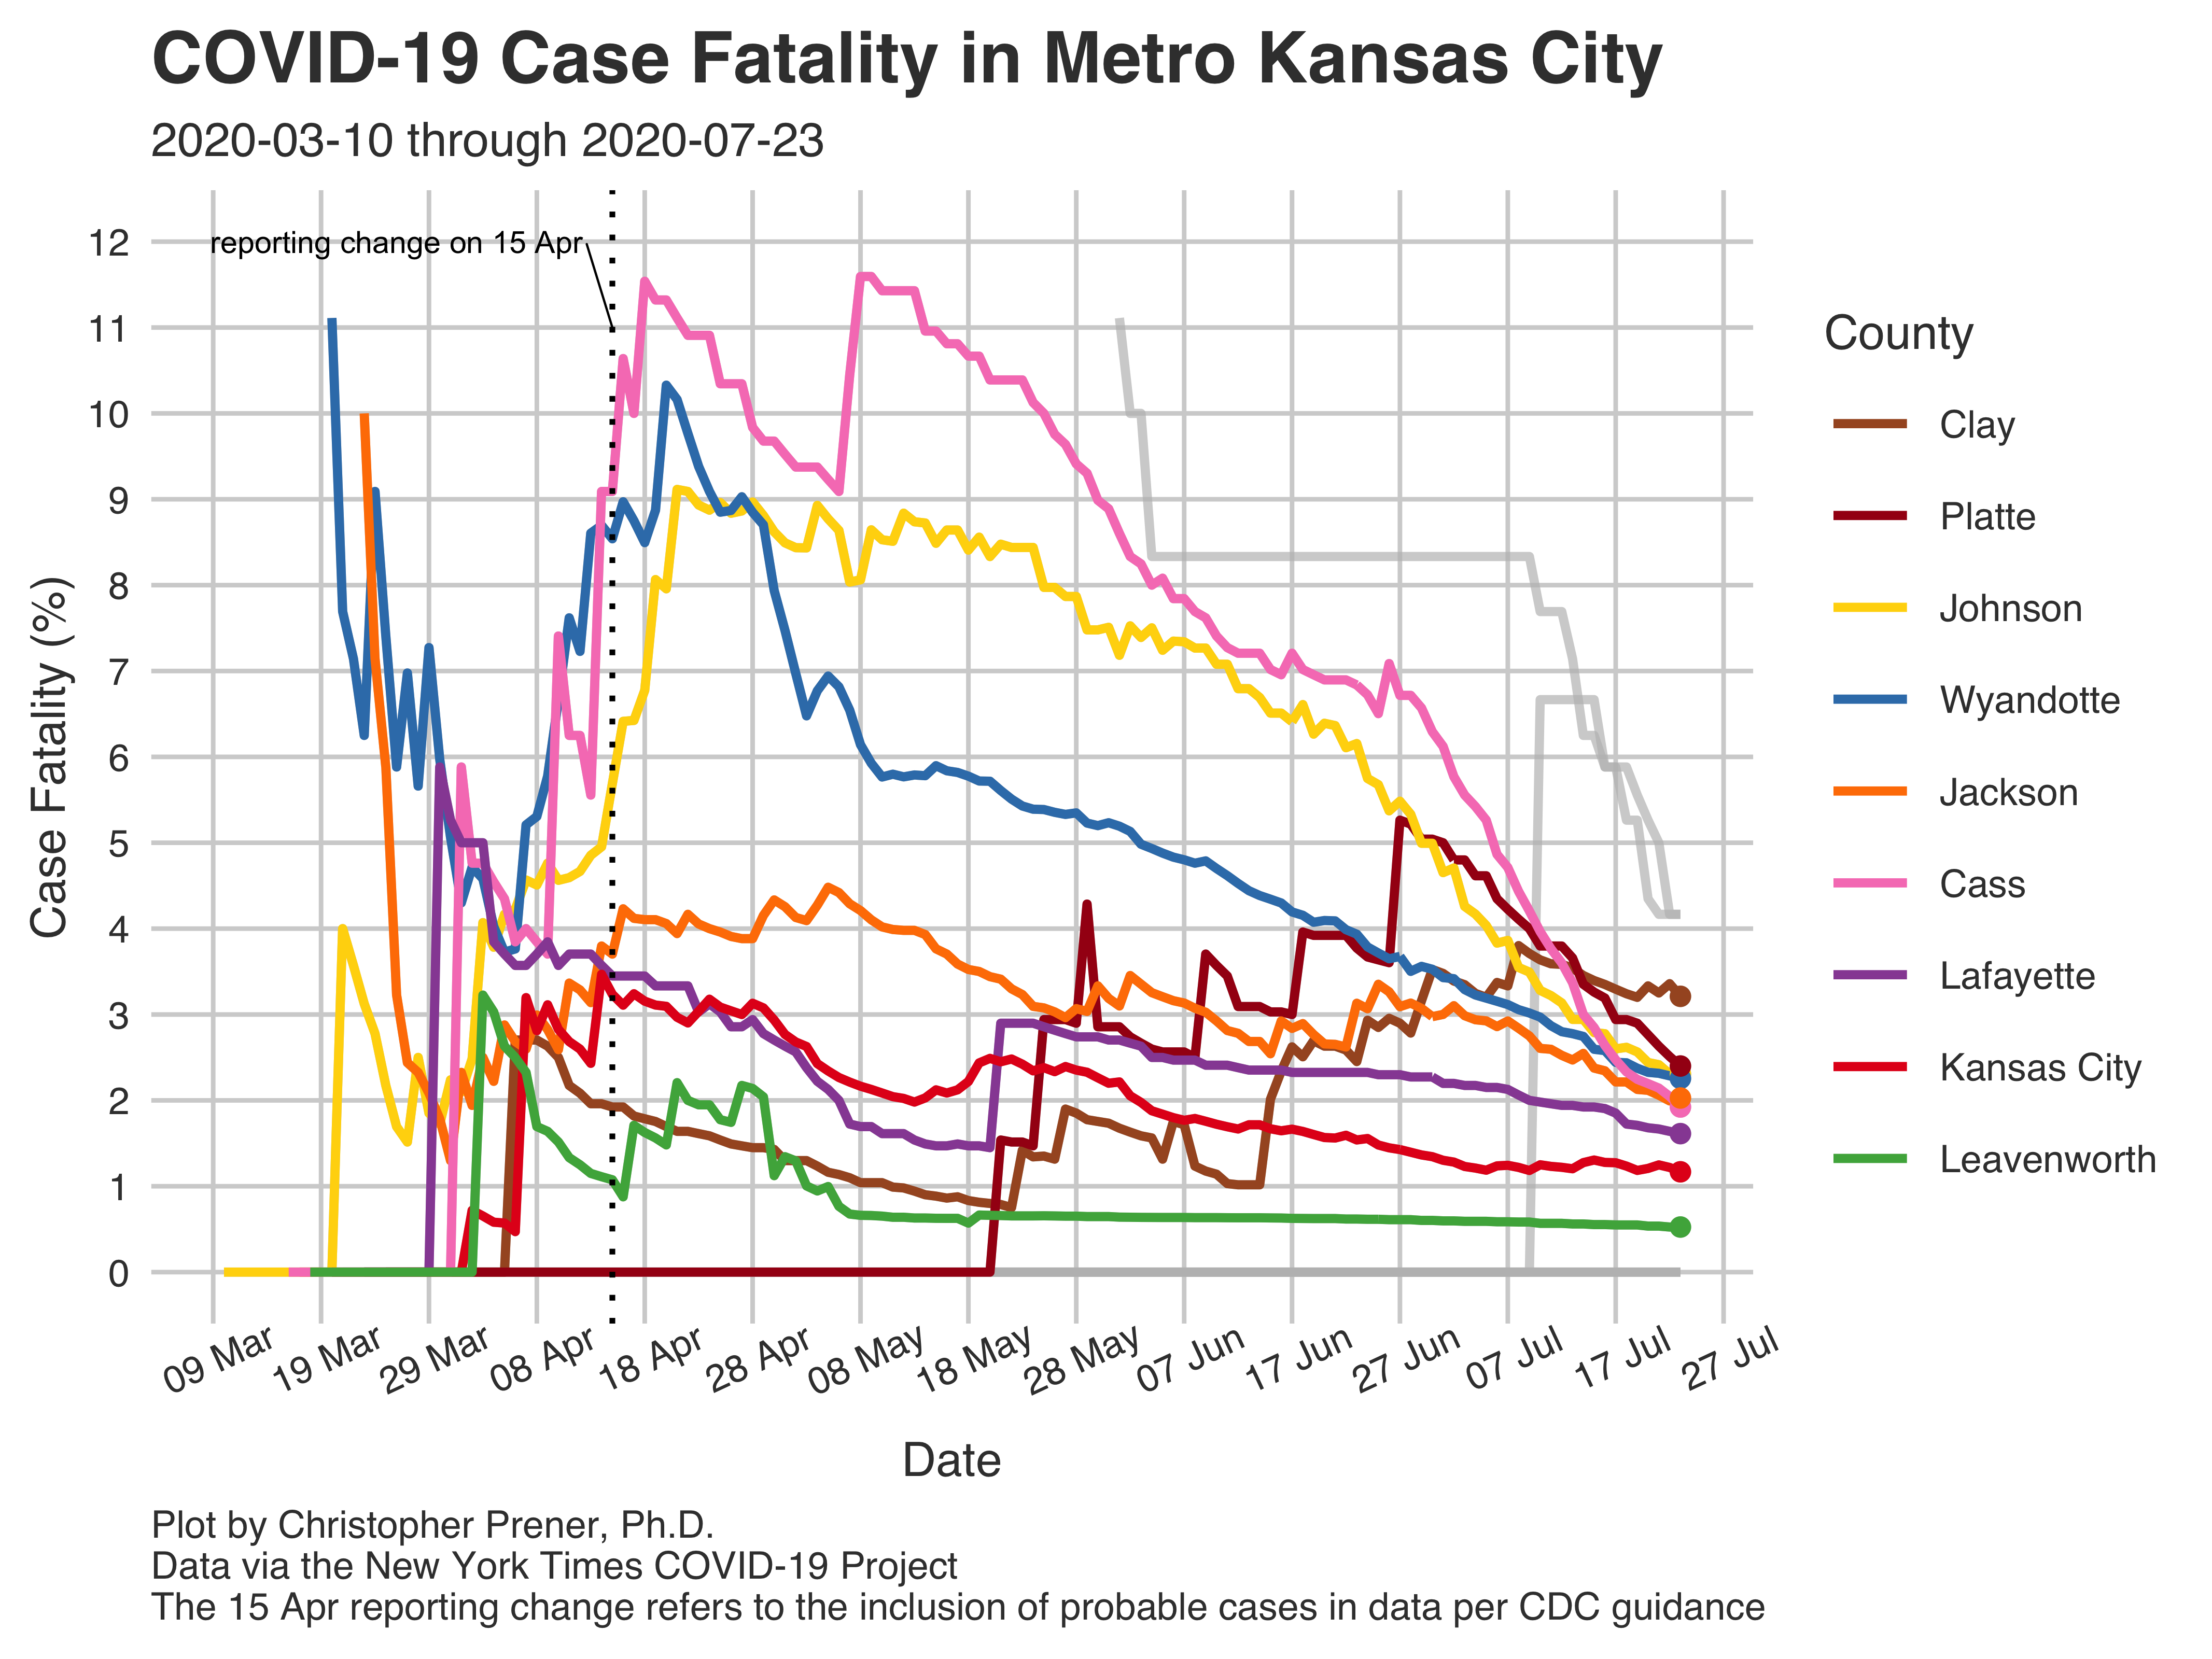 COVID-19 Case Fatality in Metro Kansas City
2020-03-10 through 2020-07-23
12
11
10
9
8
7
6
5
4
3
2
1
0
Case Fatality (%)
reporting change on 15 Apr
09 Mar
19 Mar
29 Mar
08 Apr
18 Apr
28 Apr
08 May
18 May
28 May
07 Jun
17 Jun
27 Jun
07 Jul
17 Jul
27 Jul
Date
County
Clay
Platte
Johnson
Wyandotte
Jackson
Cass
Lafayette
Kansas City
Leavenworth
Plot by Christopher Prener, Ph.D.
Data via the New York Times COVID-19 Project
The 15 Apr reporting change refers to the inclusion of probable cases in data per CDC guidance